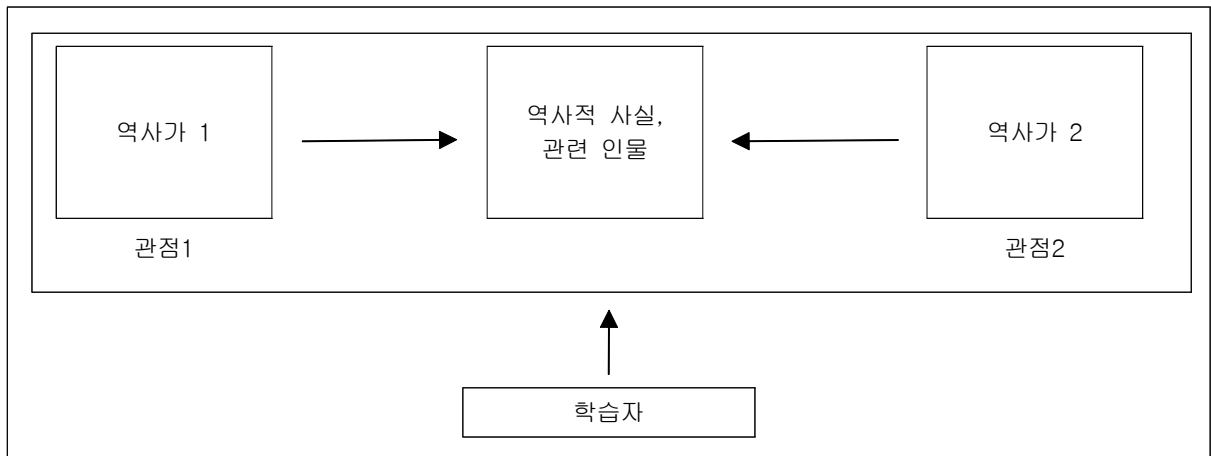 역사가 1
역사적 사실,
관련 인물
역사가 2
관점1
관점2
학습자